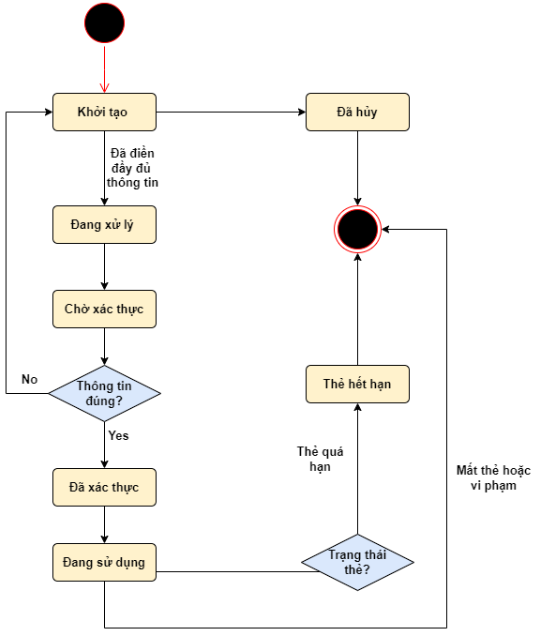 Khởi tạo
Đã hủy
Đã điền
đầy đủ
thông tin
Đang xử lý
Chờ xác thực
Thông tin
đúng?
No
Yes
Thẻ hết hạn
Thẻ quá
hạn
Mất thẻ hoặc
vi phạm
Đã xác thực
Đang sử dụng
Trạng thái
thẻ?